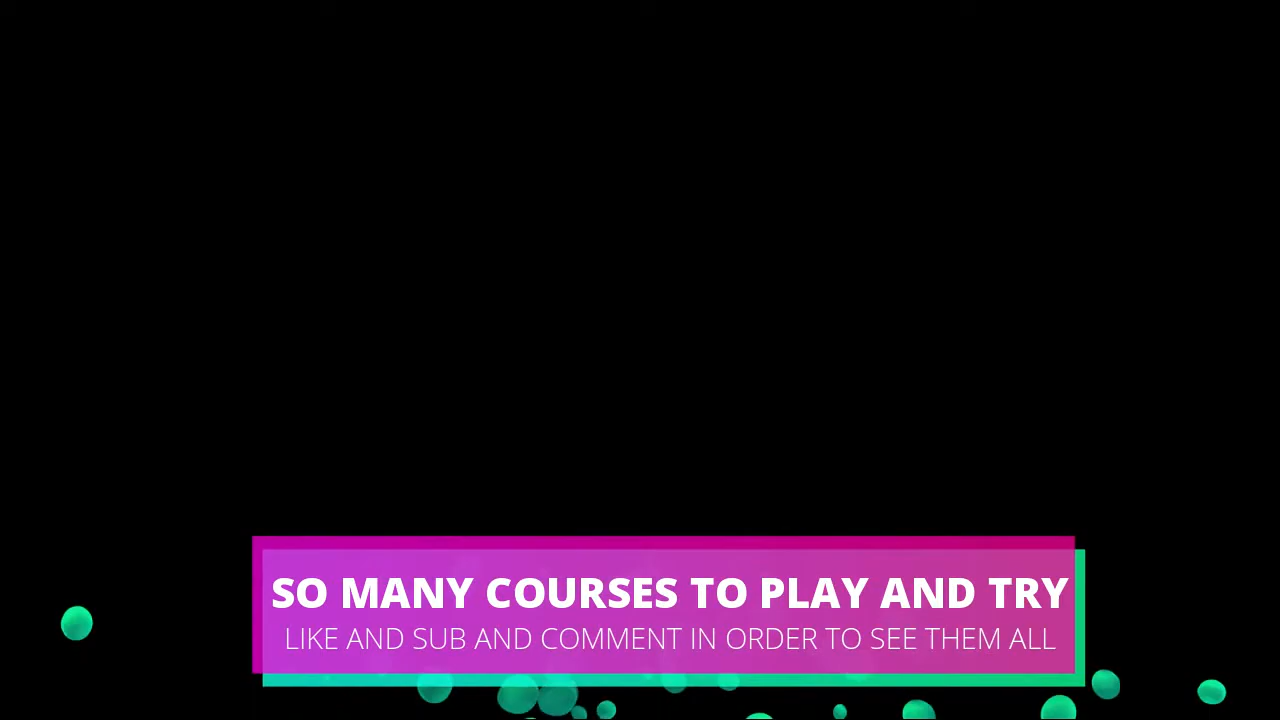 SO MANY COURSES TO PLAY AND TRY
LIKE AND SUB AND COMMENT IN ORDER TO SEE THEM ALL